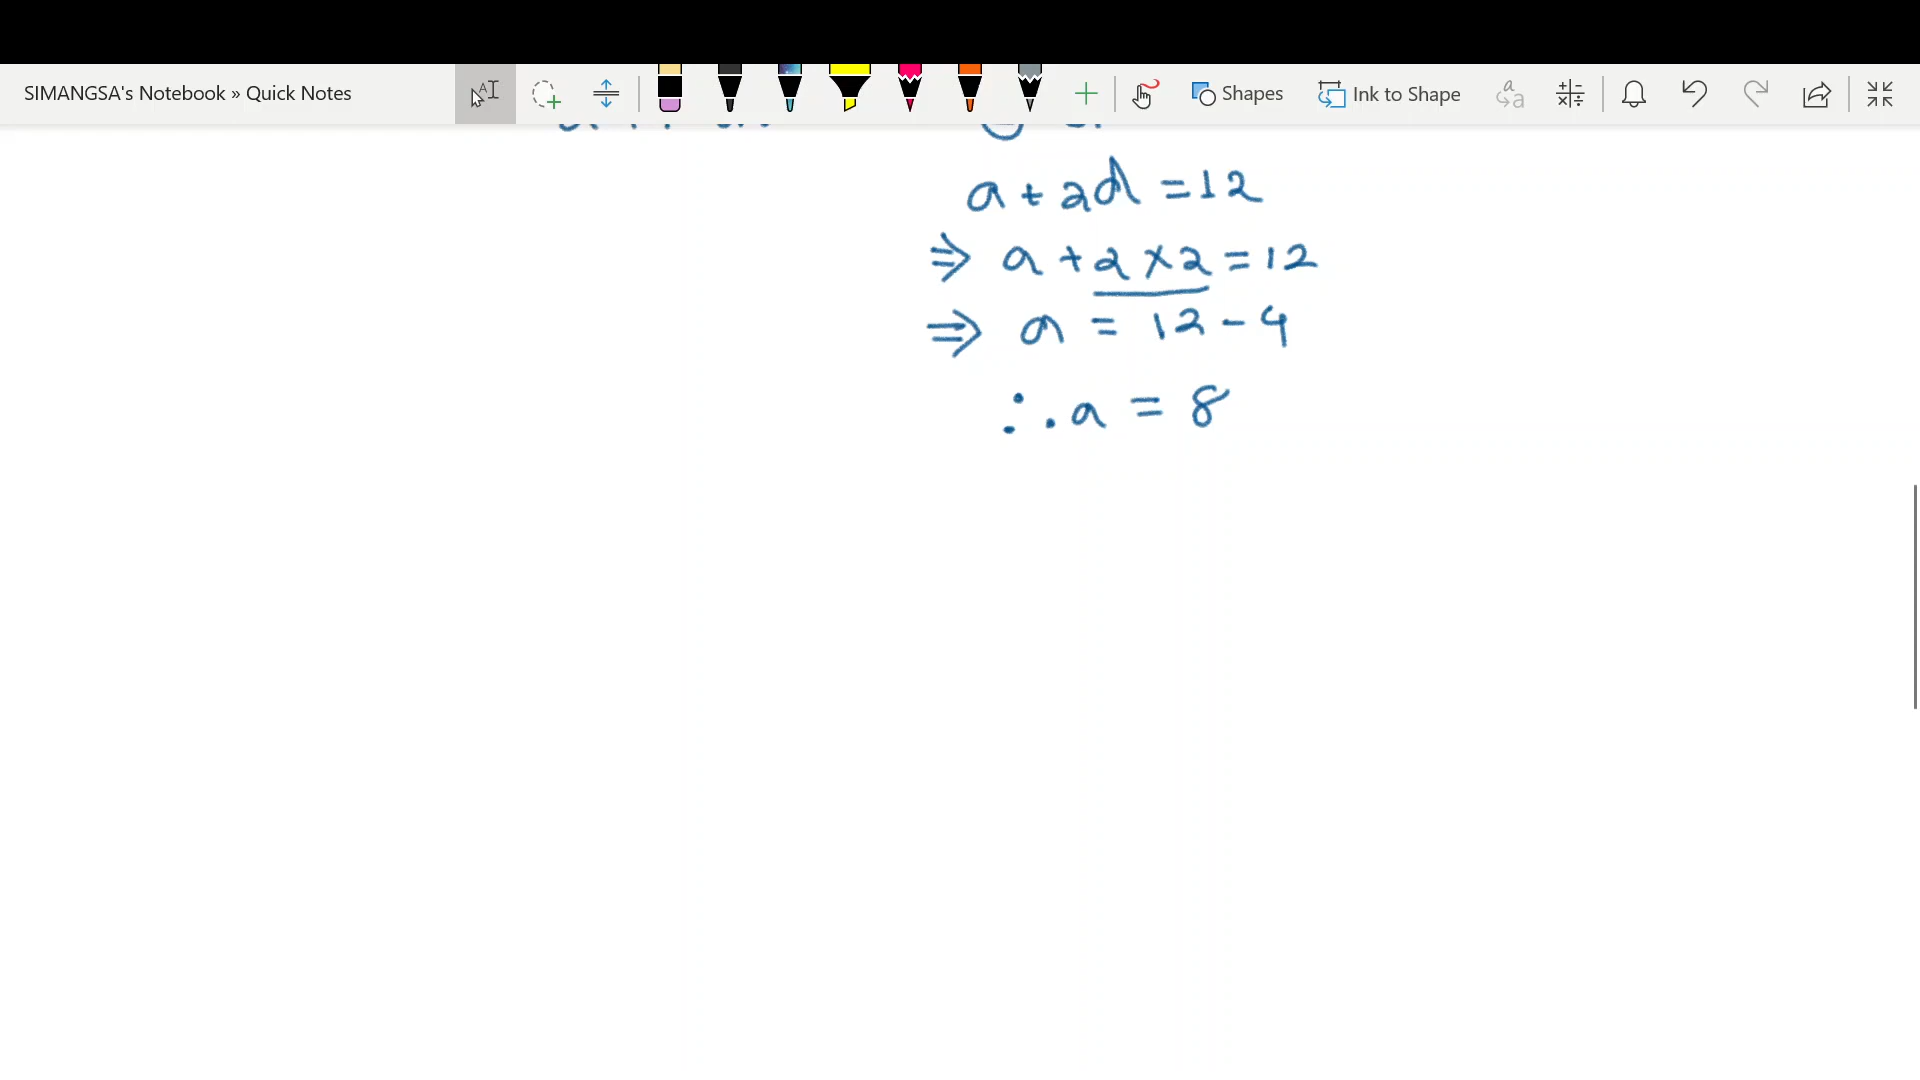 SIMANGSA's Notebook » Quick Notes
Shapes
Ink to Shape
a + 2d = 12
⇒ a + 2 × 2 = 12
⇒ a = 12 - 4
∴ a = 8